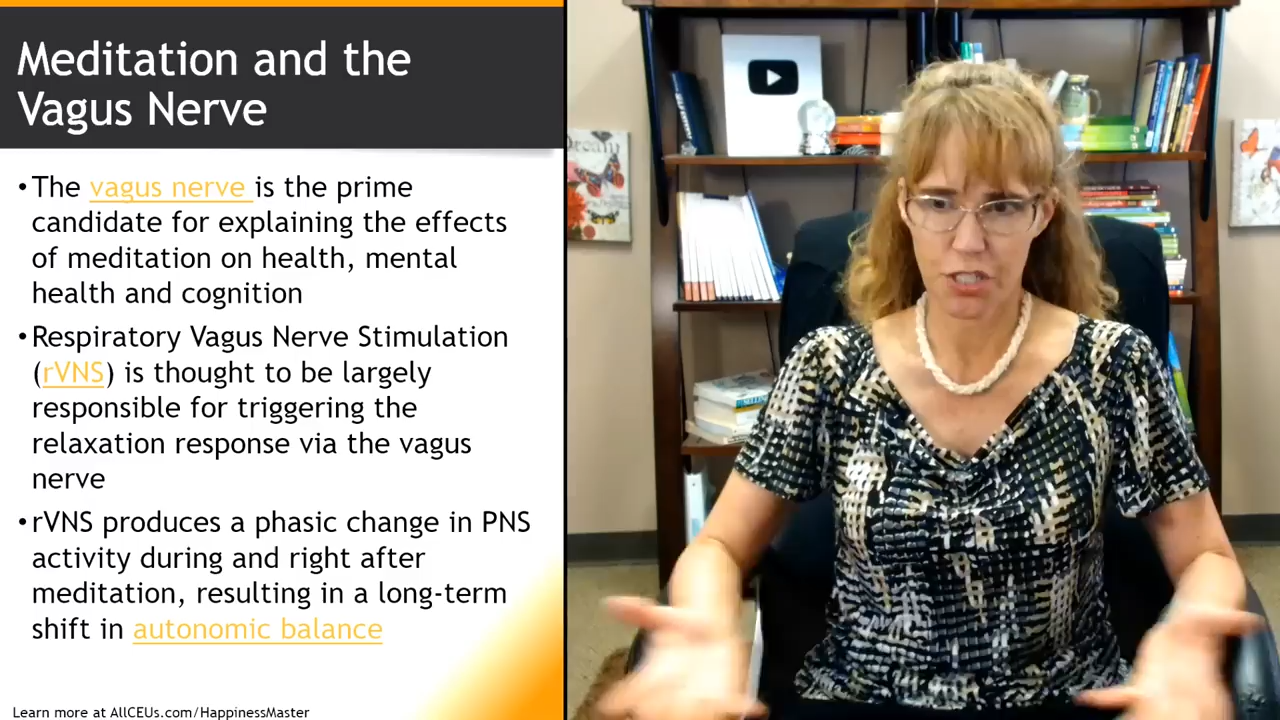 Meditation and the
Vagus Nerve
•The vagus nerve is the prime
candidate for explaining the effects
of meditation on health, mental
health and cognition
•Respiratory Vagus Nerve Stimulation
(rVNS) is thought to be largely
responsible for triggering the
relaxation response via the vagus
nerve
•rVNS produces a phasic change in PNS
activity during and right after
meditation, resulting in a long-term
shift in autonomic balance
Learn more at AllCEUs.com/HappinessMaster
Dream